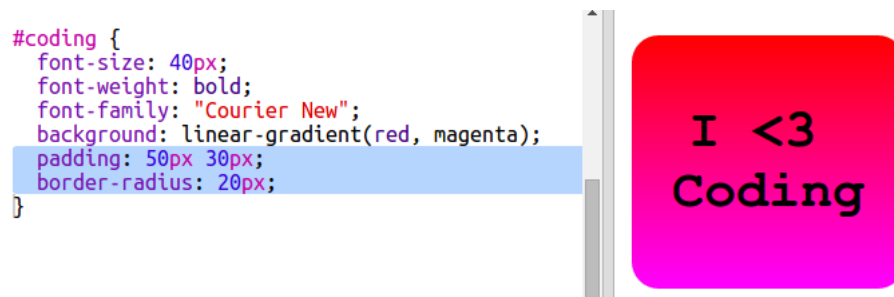 #coding {
  font-size: 40px;
  font-weight: bold;
  font-family: "Courier New";
  background: linear-gradient(red, magenta);
  padding: 50px 30px;
  border-radius: 20px;
}
I <3
Coding